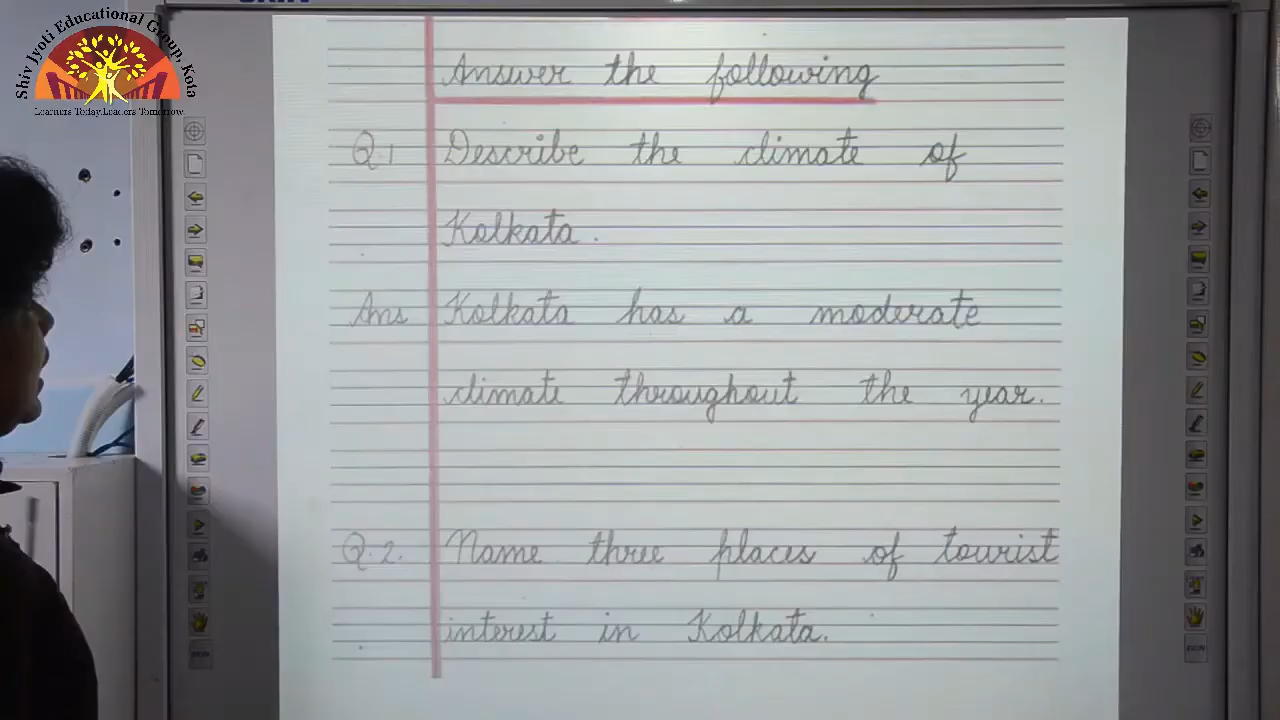 Shiv Jyoti Educational Group, Kota
Learners Today, Leaders Tomorrow
Answer the following
Q.1 Describe the climate of
Kolkata.
Ans Kolkata has a moderate
climate throughout the year.
Q.2. Name three places of tourist
interest in Kolkata.